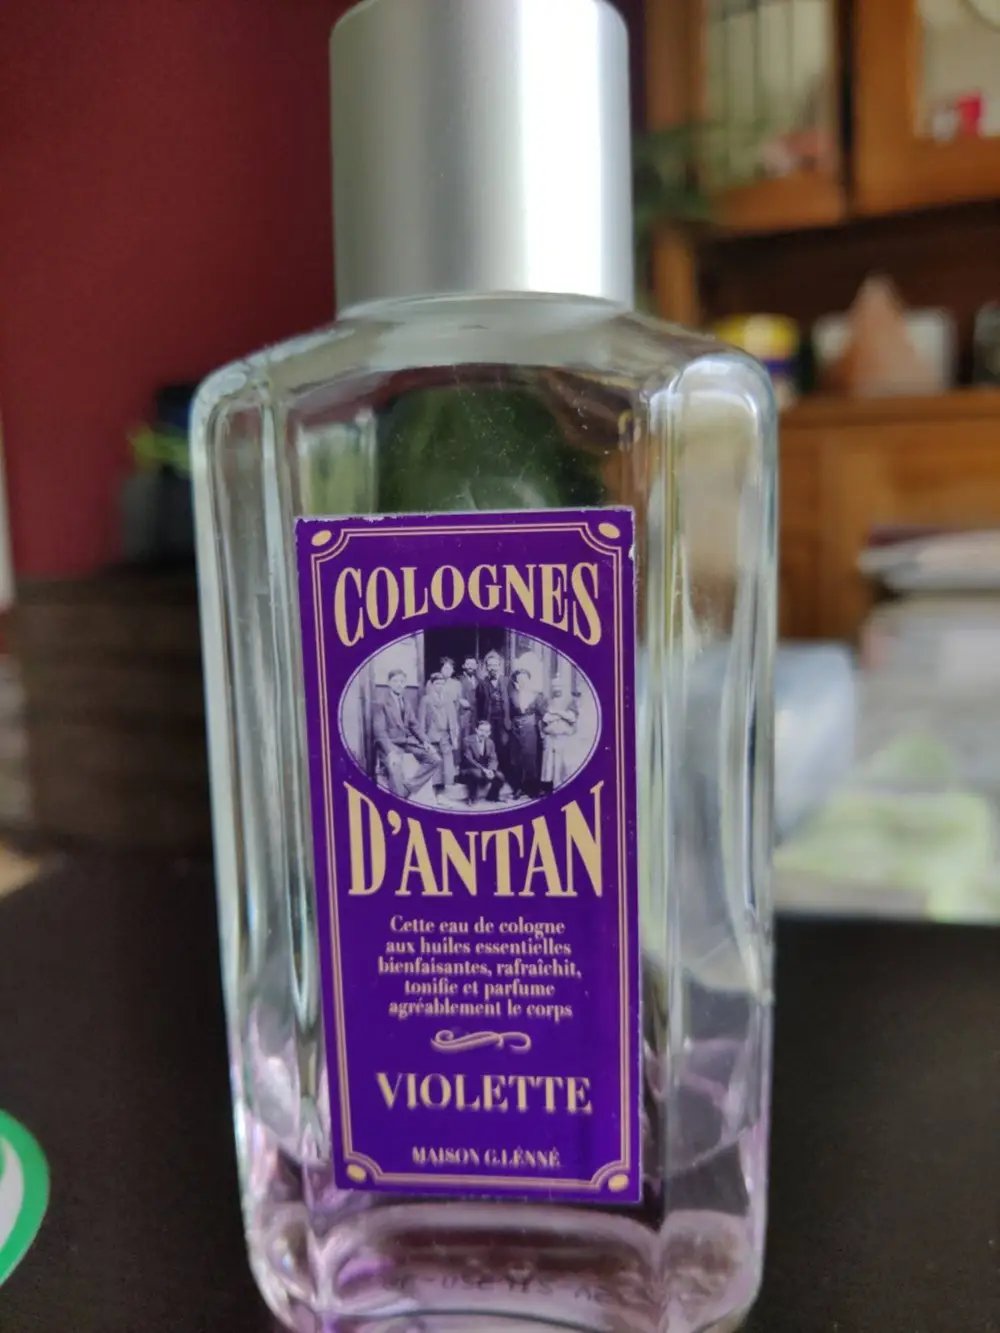 COLOGNES
D'ANTAN
Cette eau de cologne
aux huiles essentielles
bienfaisantes, rafraîchit,
tonifie et parfume
agréablement le corps
VIOLETTE
MAISON G.LÉNNÉ